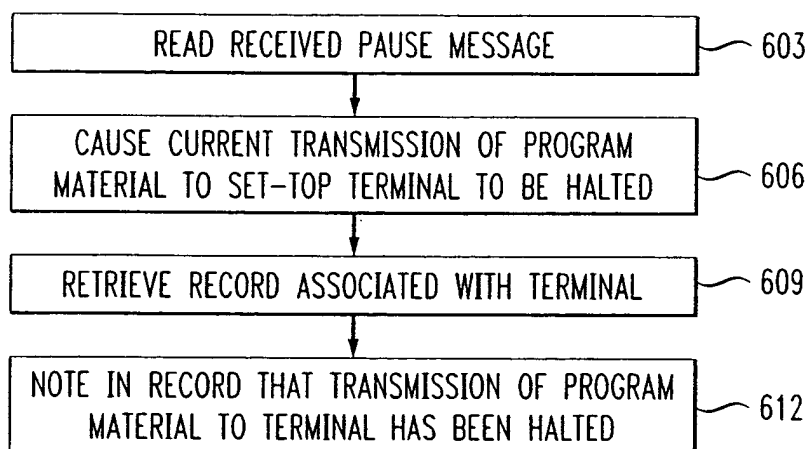 READ RECEIVED PAUSE MESSAGE
603
CAUSE CURRENT TRANSMISSION OF PROGRAM
MATERIAL TO SET-TOP TERMINAL TO BE HALTED
606
RETRIEVE RECORD ASSOCIATED WITH TERMINAL
609
NOTE IN RECORD THAT TRANSMISSION OF PROGRAM
MATERIAL TO TERMINAL HAS BEEN HALTED
612